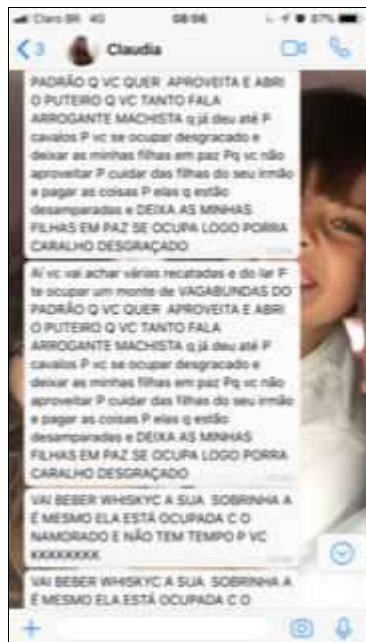 Claro BR 4G 08:06 87%
3 Claudia
PADRÃO Q VC QUER APROVEITA E ABRI
O PUTEIRO Q VC TANTO FALA
ARROGANTE MACHISTA q já deu até P
cavalos P vc se ocupar desgracado e
deixar as minhas filhas em paz Pq vc não
aproveitar P cuidar das filhas do seu irmão
e pagar as coisas P elas q estão
desamparadas e DEIXA AS MINHAS
FILHAS EM PAZ SE OCUPA LOGO PORRA
CARALHO DESGRAÇADO
Aí vc vai achar várias recatadas e do lar P
te ocupar um monte de VAGABUNDAS DO
PADRÃO Q VC QUER APROVEITA E ABRI
O PUTEIRO Q VC TANTO FALA
ARROGANTE MACHISTA q já deu até P
cavalos P vc se ocupar desgracado e
deixar as minhas filhas em paz Pq vc não
aproveitar P cuidar das filhas do seu irmão
e pagar as coisas P elas q estão
desamparadas e DEIXA AS MINHAS
FILHAS EM PAZ SE OCUPA LOGO PORRA
CARALHO DESGRAÇADO
VAI BEBER WHISKYC A SUA SOBRINHA A
É MESMO ELA ESTÁ OCUPADA C O
NAMORADO E NÃO TEM TEMPO P VC
KKKKKKKK
VAI BEBER WHISKYC A SUA SOBRINHA A
É MESMO ELA ESTÁ OCUPADA C O